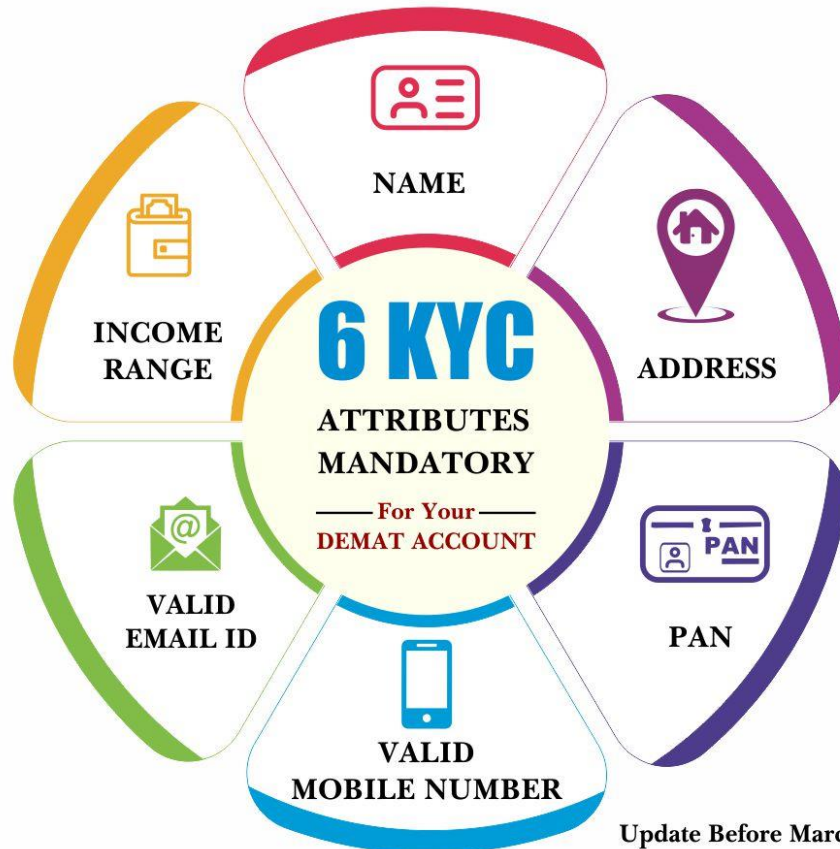 NAME
ADDRESS
PAN
PAN
VALID
MOBILE NUMBER
VALID
EMAIL ID
@
INCOME
RANGE
6 KYC
ATTRIBUTES
MANDATORY
For Your
DEMAT ACCOUNT
Update Before